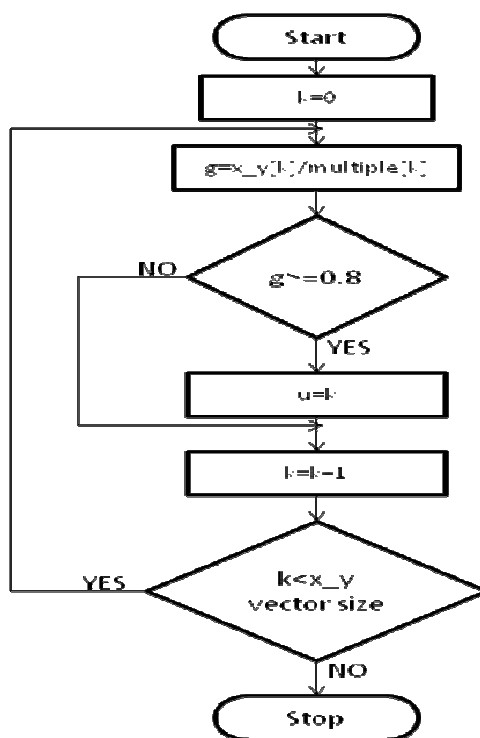 Start
k=0
g=x_y[k]/multiple[k]
g~=0.8
NO
YES
u=k
k=k-1
k<x_y
vector size
YES
NO
Stop